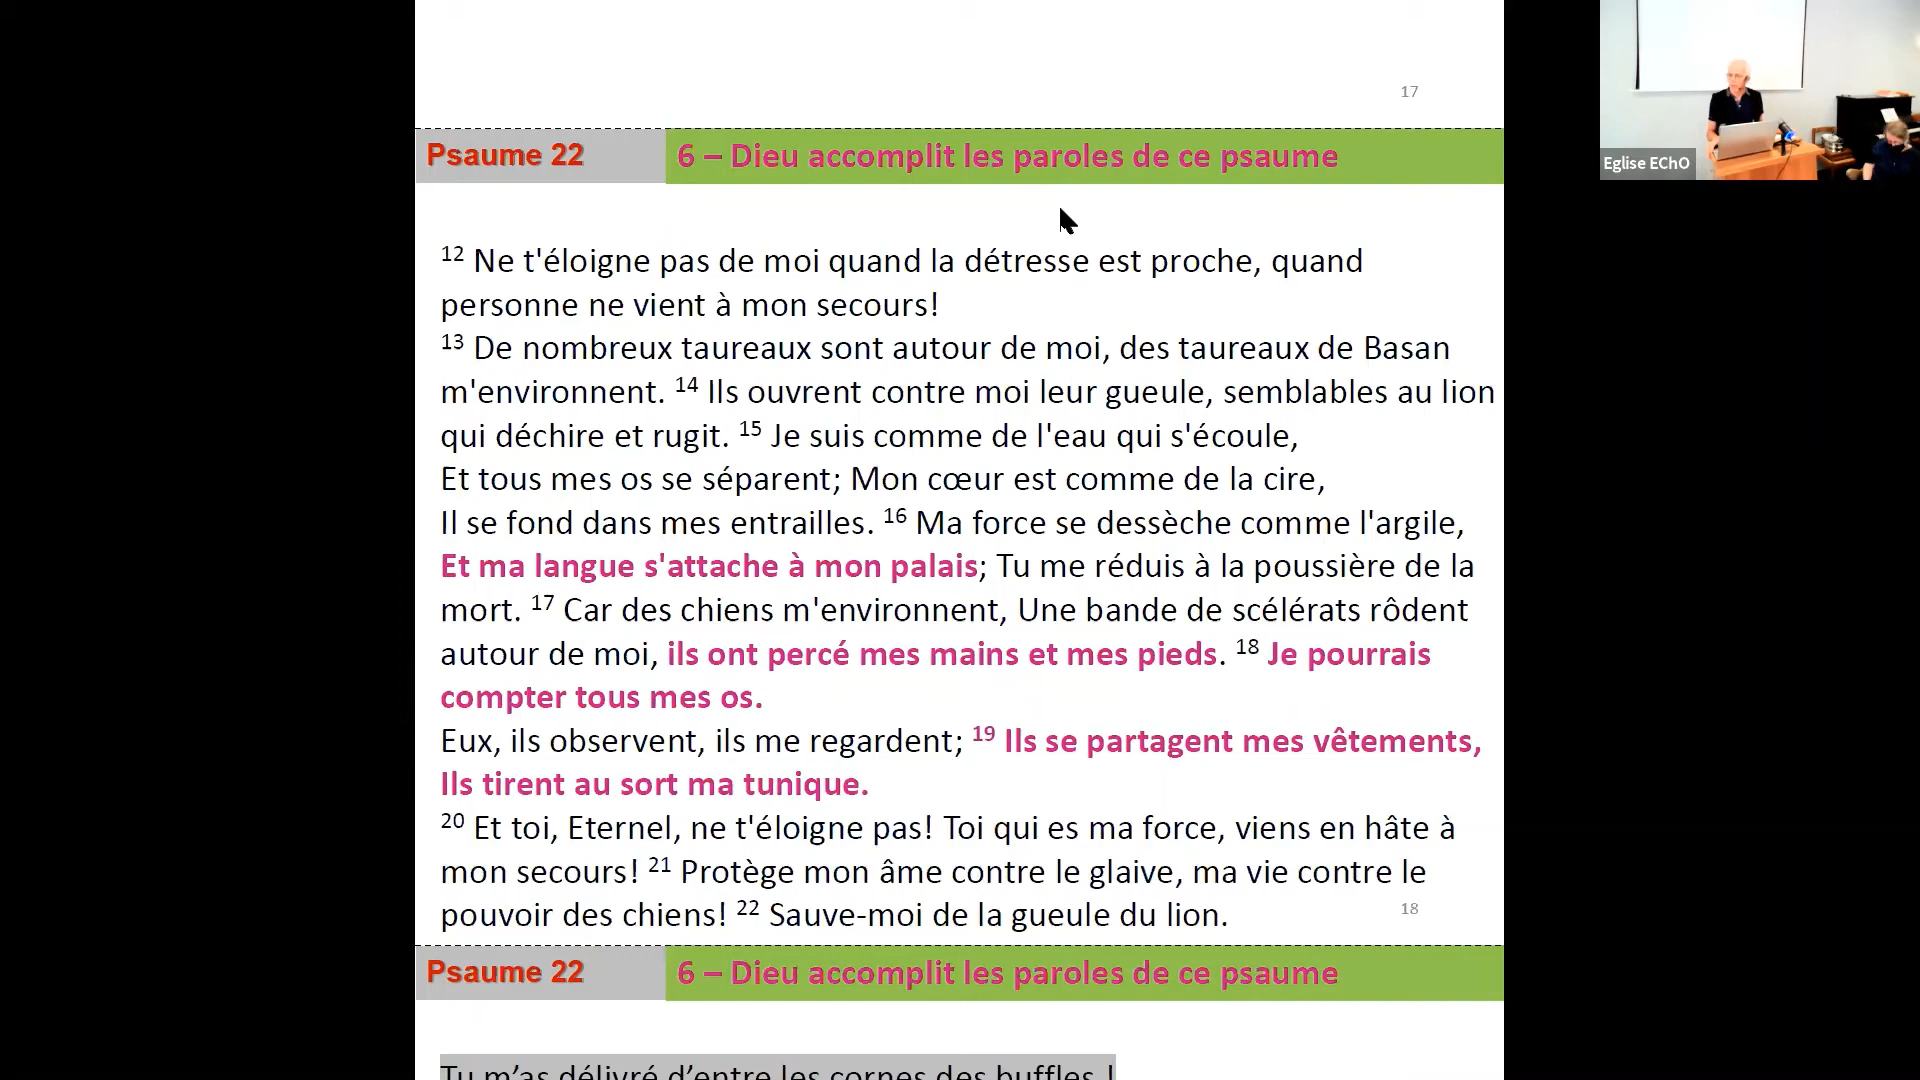 17
Psaume 22
6 – Dieu accomplit les paroles de ce psaume
Eglise EChO
12 Ne t'éloigne pas de moi quand la détresse est proche, quand
personne ne vient à mon secours!
13 De nombreux taureaux sont autour de moi, des taureaux de Basan
m'environnent. 14 Ils ouvrent contre moi leur gueule, semblables au lion
qui déchire et rugit. 15 Je suis comme de l'eau qui s'écoule,
Et tous mes os se séparent; Mon cœur est comme de la cire,
Il se fond dans mes entrailles. 16 Ma force se dessèche comme l'argile,
Et ma langue s'attache à mon palais; Tu me réduis à la poussière de la
mort. 17 Car des chiens m'environnent, Une bande de scélérats rôdent
autour de moi, ils ont percé mes mains et mes pieds. 18 Je pourrais
compter tous mes os.
Eux, ils observent, ils me regardent; 19 Ils se partagent mes vêtements,
Ils tirent au sort ma tunique.
20 Et toi, Eternel, ne t'éloigne pas! Toi qui es ma force, viens en hâte à
mon secours! 21 Protège mon âme contre le glaive, ma vie contre le
pouvoir des chiens! 22 Sauve-moi de la gueule du lion.
18
Psaume 22
6 – Dieu accomplit les paroles de ce psaume
Tu m’as délivré d’entre les cornes des buffles !